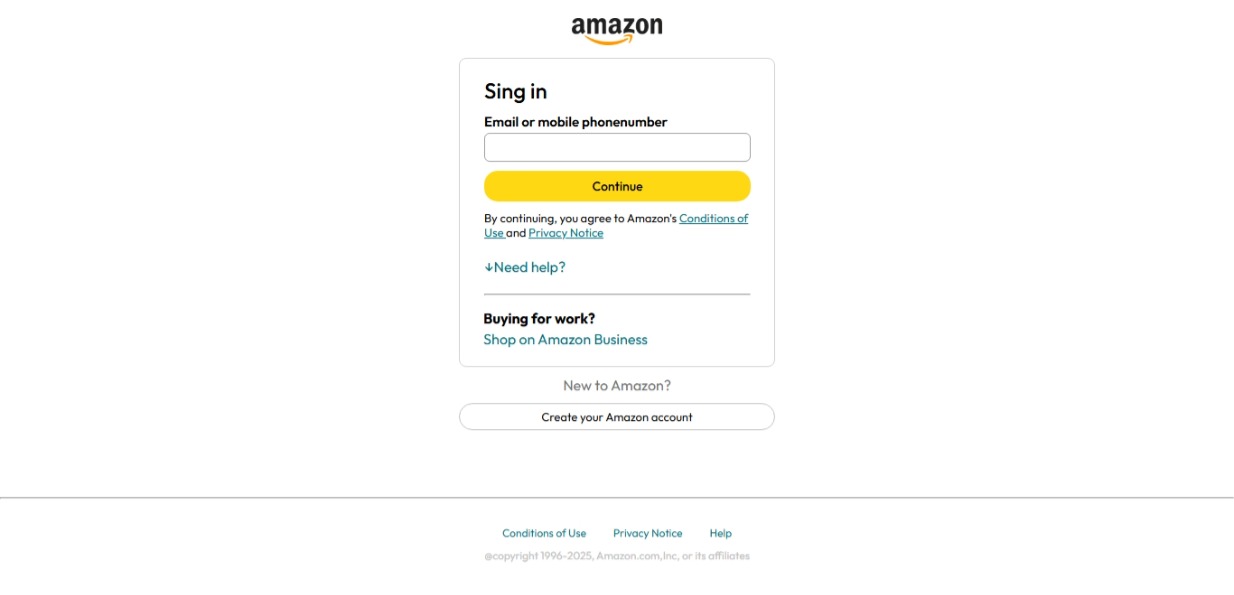 amazon
Sing in
Email or mobile phonenumber
Continue
By continuing, you agree to Amazon's Conditions of
Use and Privacy Notice
↓Need help?
Buying for work?
Shop on Amazon Business
New to Amazon?
Create your Amazon account
Conditions of Use Privacy Notice Help
@copyright 1996-2025, Amazon.com,Inc, or its affiliates